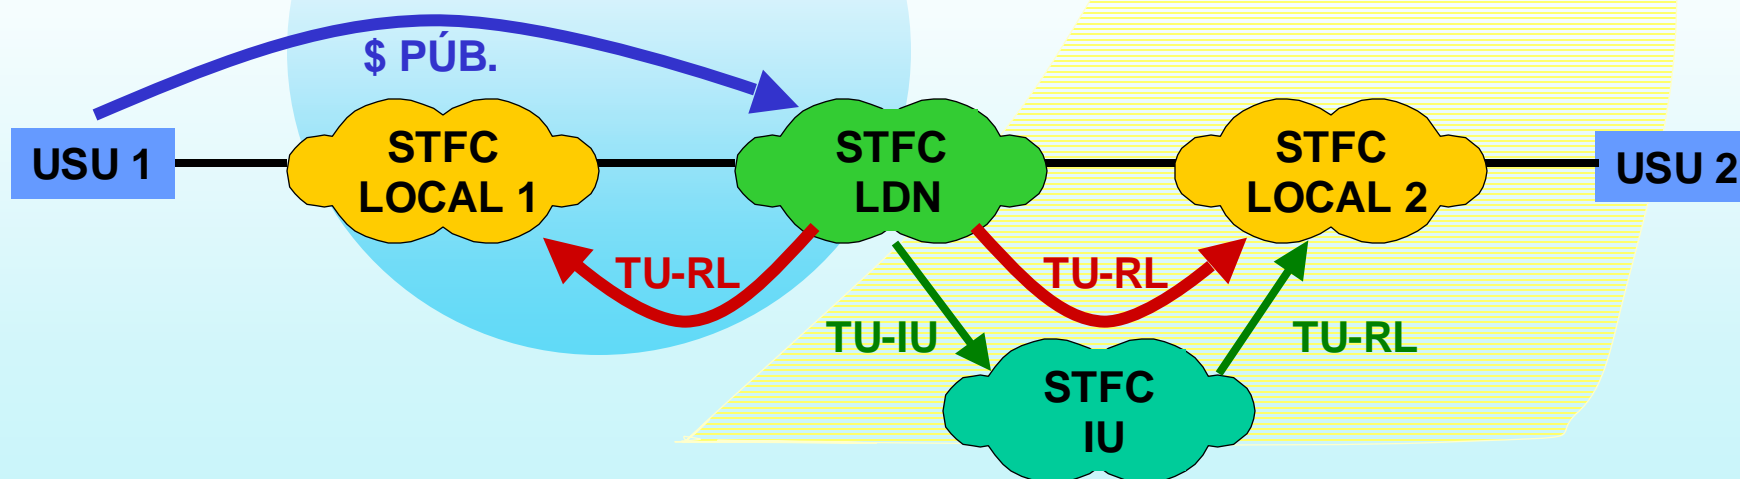 $ PÚB.
USU 1
STFC
LOCAL 1
STFC
LDN
STFC
LOCAL 2
USU 2
TU-RL
TU-RL
TU-IU
TU-RL
STFC
IU